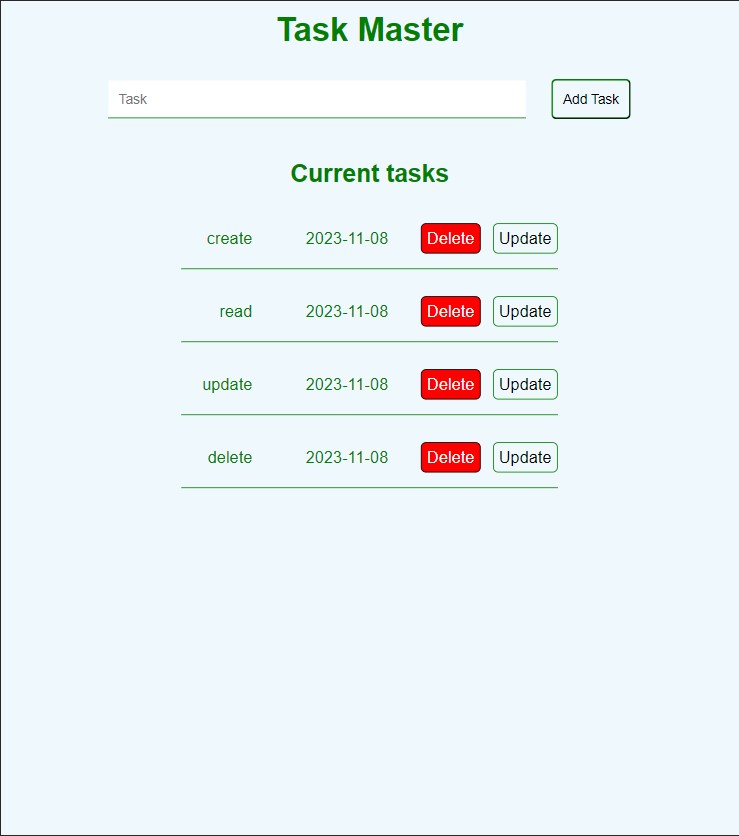 Task Master
Task Add Task
Current tasks
create 2023-11-08 Delete Update
read 2023-11-08 Delete Update
update 2023-11-08 Delete Update
delete 2023-11-08 Delete Update